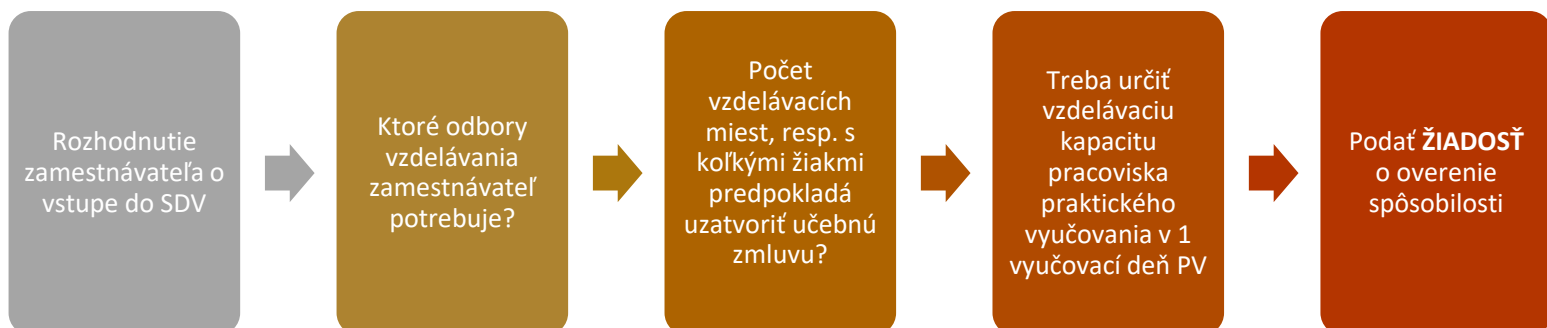 Rozhodnutie
zamestnávateľa o
vstupe do SDV
Ktoré odbory
vzdelávania
zamestnávateľ
potrebuje?
Počet
vzdelávacích
miest, resp. s
koľkými žiakmi
predpokladá
uzatvoriť učebnú
zmluvu?
Treba určiť
vzdelávaciu
kapacitu
pracoviska
praktického
vyučovania v 1
vyučovací deň PV
Podať ŽIADOSŤ
o overenie
spôsobilosti